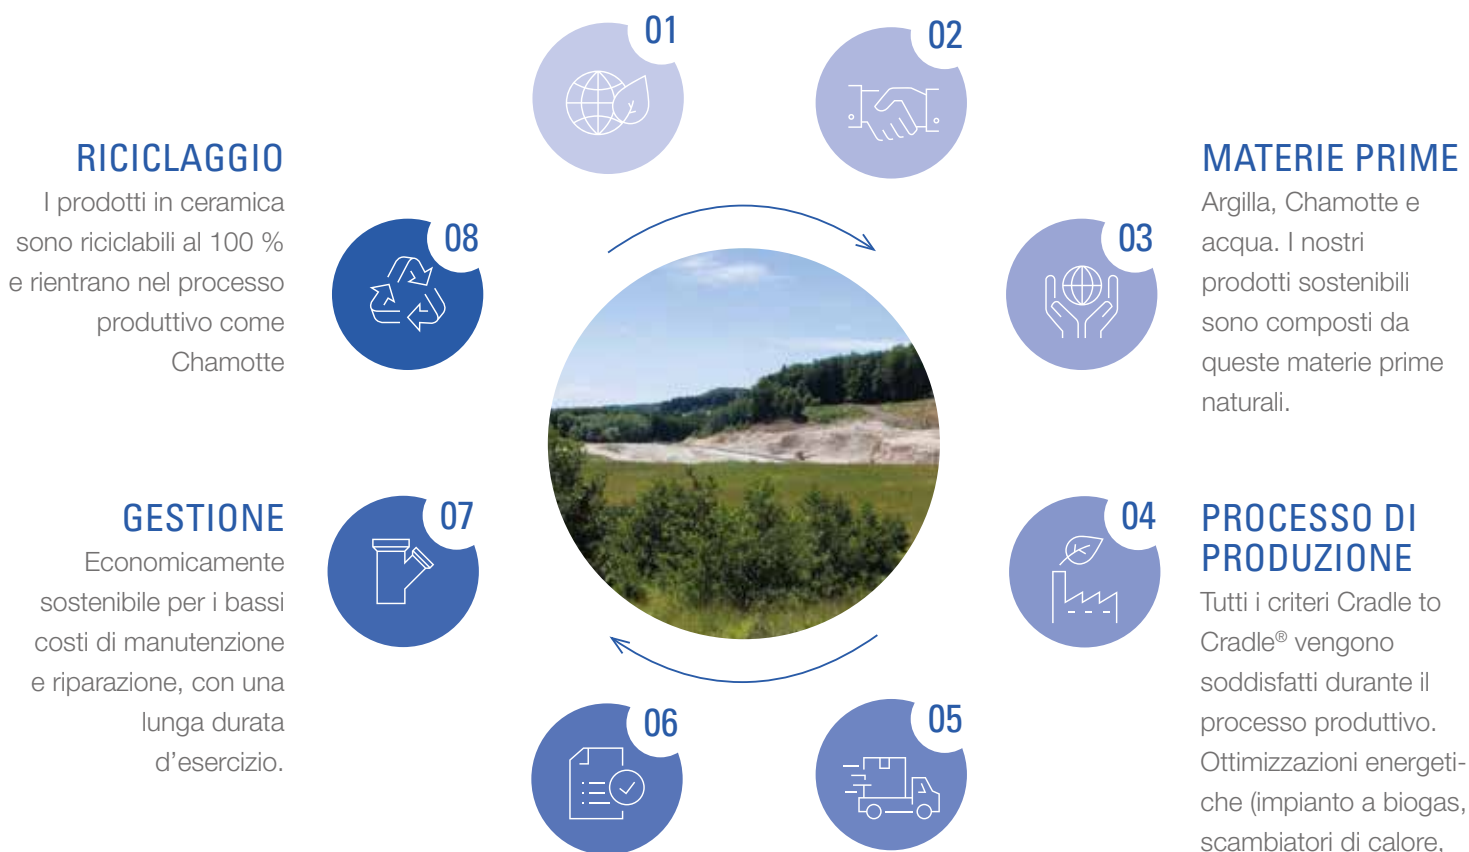 01
02
RICICLAGGIO
I prodotti in ceramica
sono riciclabili al 100 %
e rientrano nel processo
produttivo come
Chamotte
08
03
MATERIE PRIME
Argilla, Chamotte e
acqua. I nostri
prodotti sostenibili
sono composti da
queste materie prime
naturali.
GESTIONE
Economicamente
sostenibile per i bassi
costi di manutenzione
e riparazione, con una
lunga durata
d’esercizio.
07
04
PROCESSO DI
PRODUZIONE
Tutti i criteri Cradle to
Cradle® vengono
soddisfatti durante il
processo produttivo.
Ottimizzazioni energeti-
che (impianto a biogas,
scambiatori di calore,
06
05